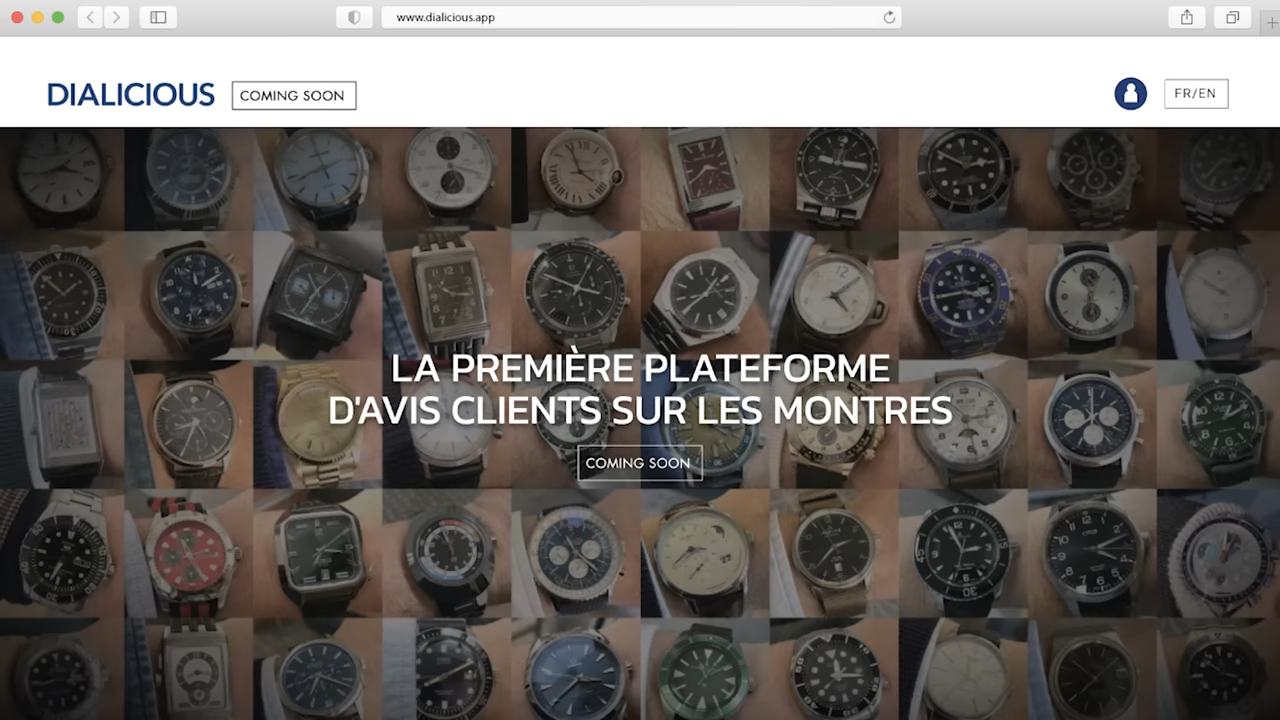 www.dialicious.app
DIALICIOUS
COMING SOON
FR/EN
LA PREMIÈRE PLATEFORME
D'AVIS CLIENTS SUR LES MONTRES
COMING SOON